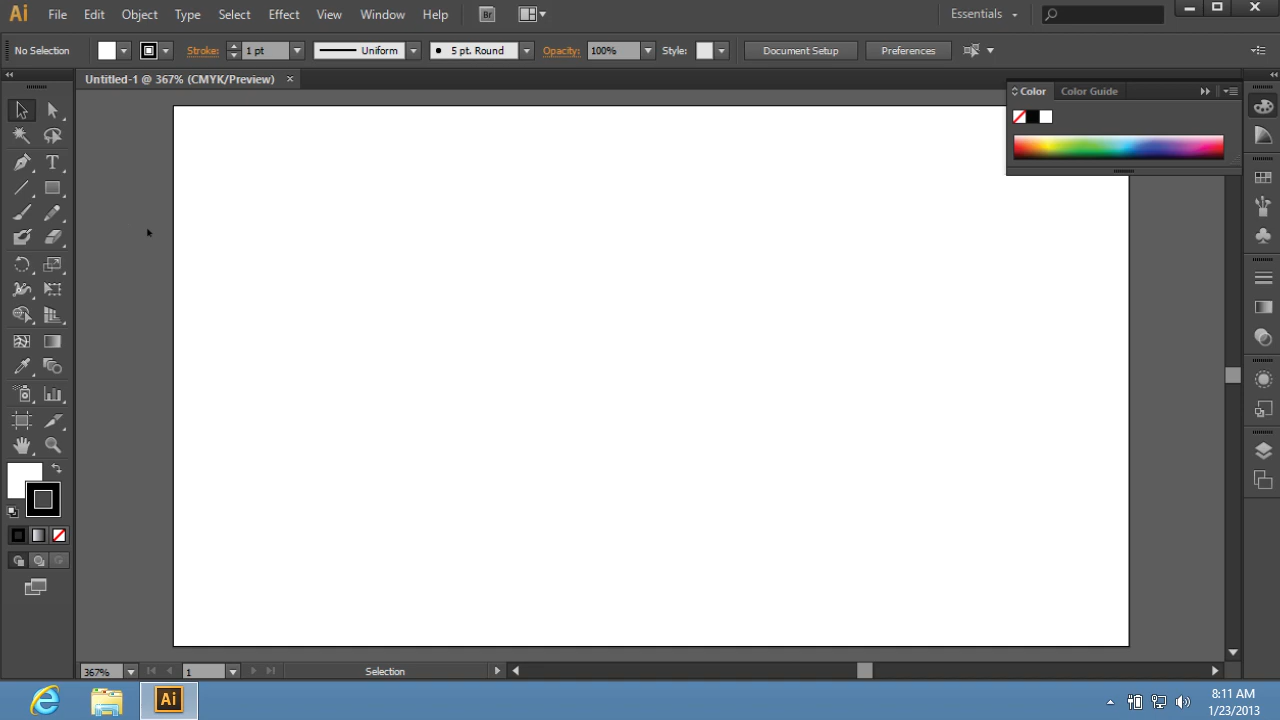 Ai File Edit Object Type Select Effect View Window Help Br Essentials
No Selection Stroke: 1 pt Uniform 5 pt. Round Opacity: 100% Style: Document Setup Preferences
Untitled-1 @ 367% (CMYK/Preview)
Color Color Guide
T
367% 1 Selection
Ai
8:11 AM
1/23/2013